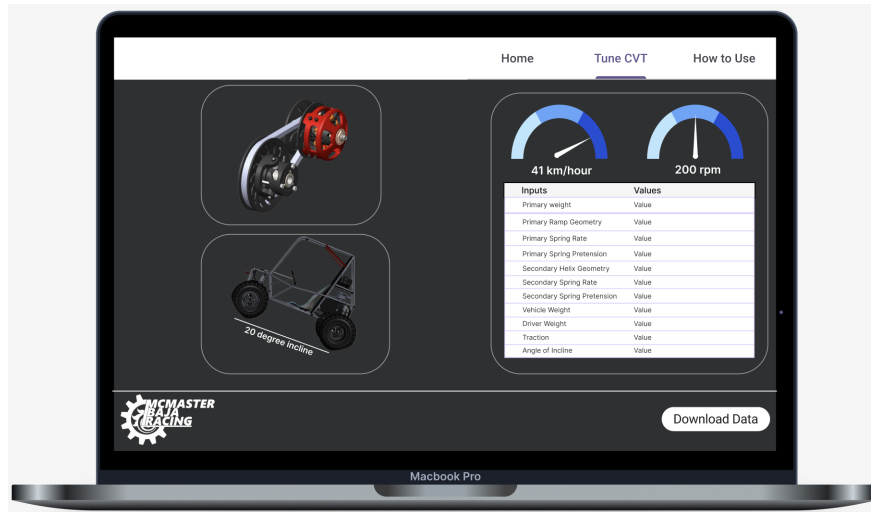 Home Tune CVT How to Use
41 km/hour 200 rpm
Inputs Values
Primary weight Value
Primary Ramp Geometry Value
Primary Spring Rate Value
Primary Spring Pretension Value
Secondary Helix Geometry Value
Secondary Spring Rate Value
Secondary Spring Pretension Value
Vehicle Weight Value
Driver Weight Value
Traction Value
Angle of Incline Value
20 degree incline
MCMASTER
BAJA
RACING
Download Data
Macbook Pro